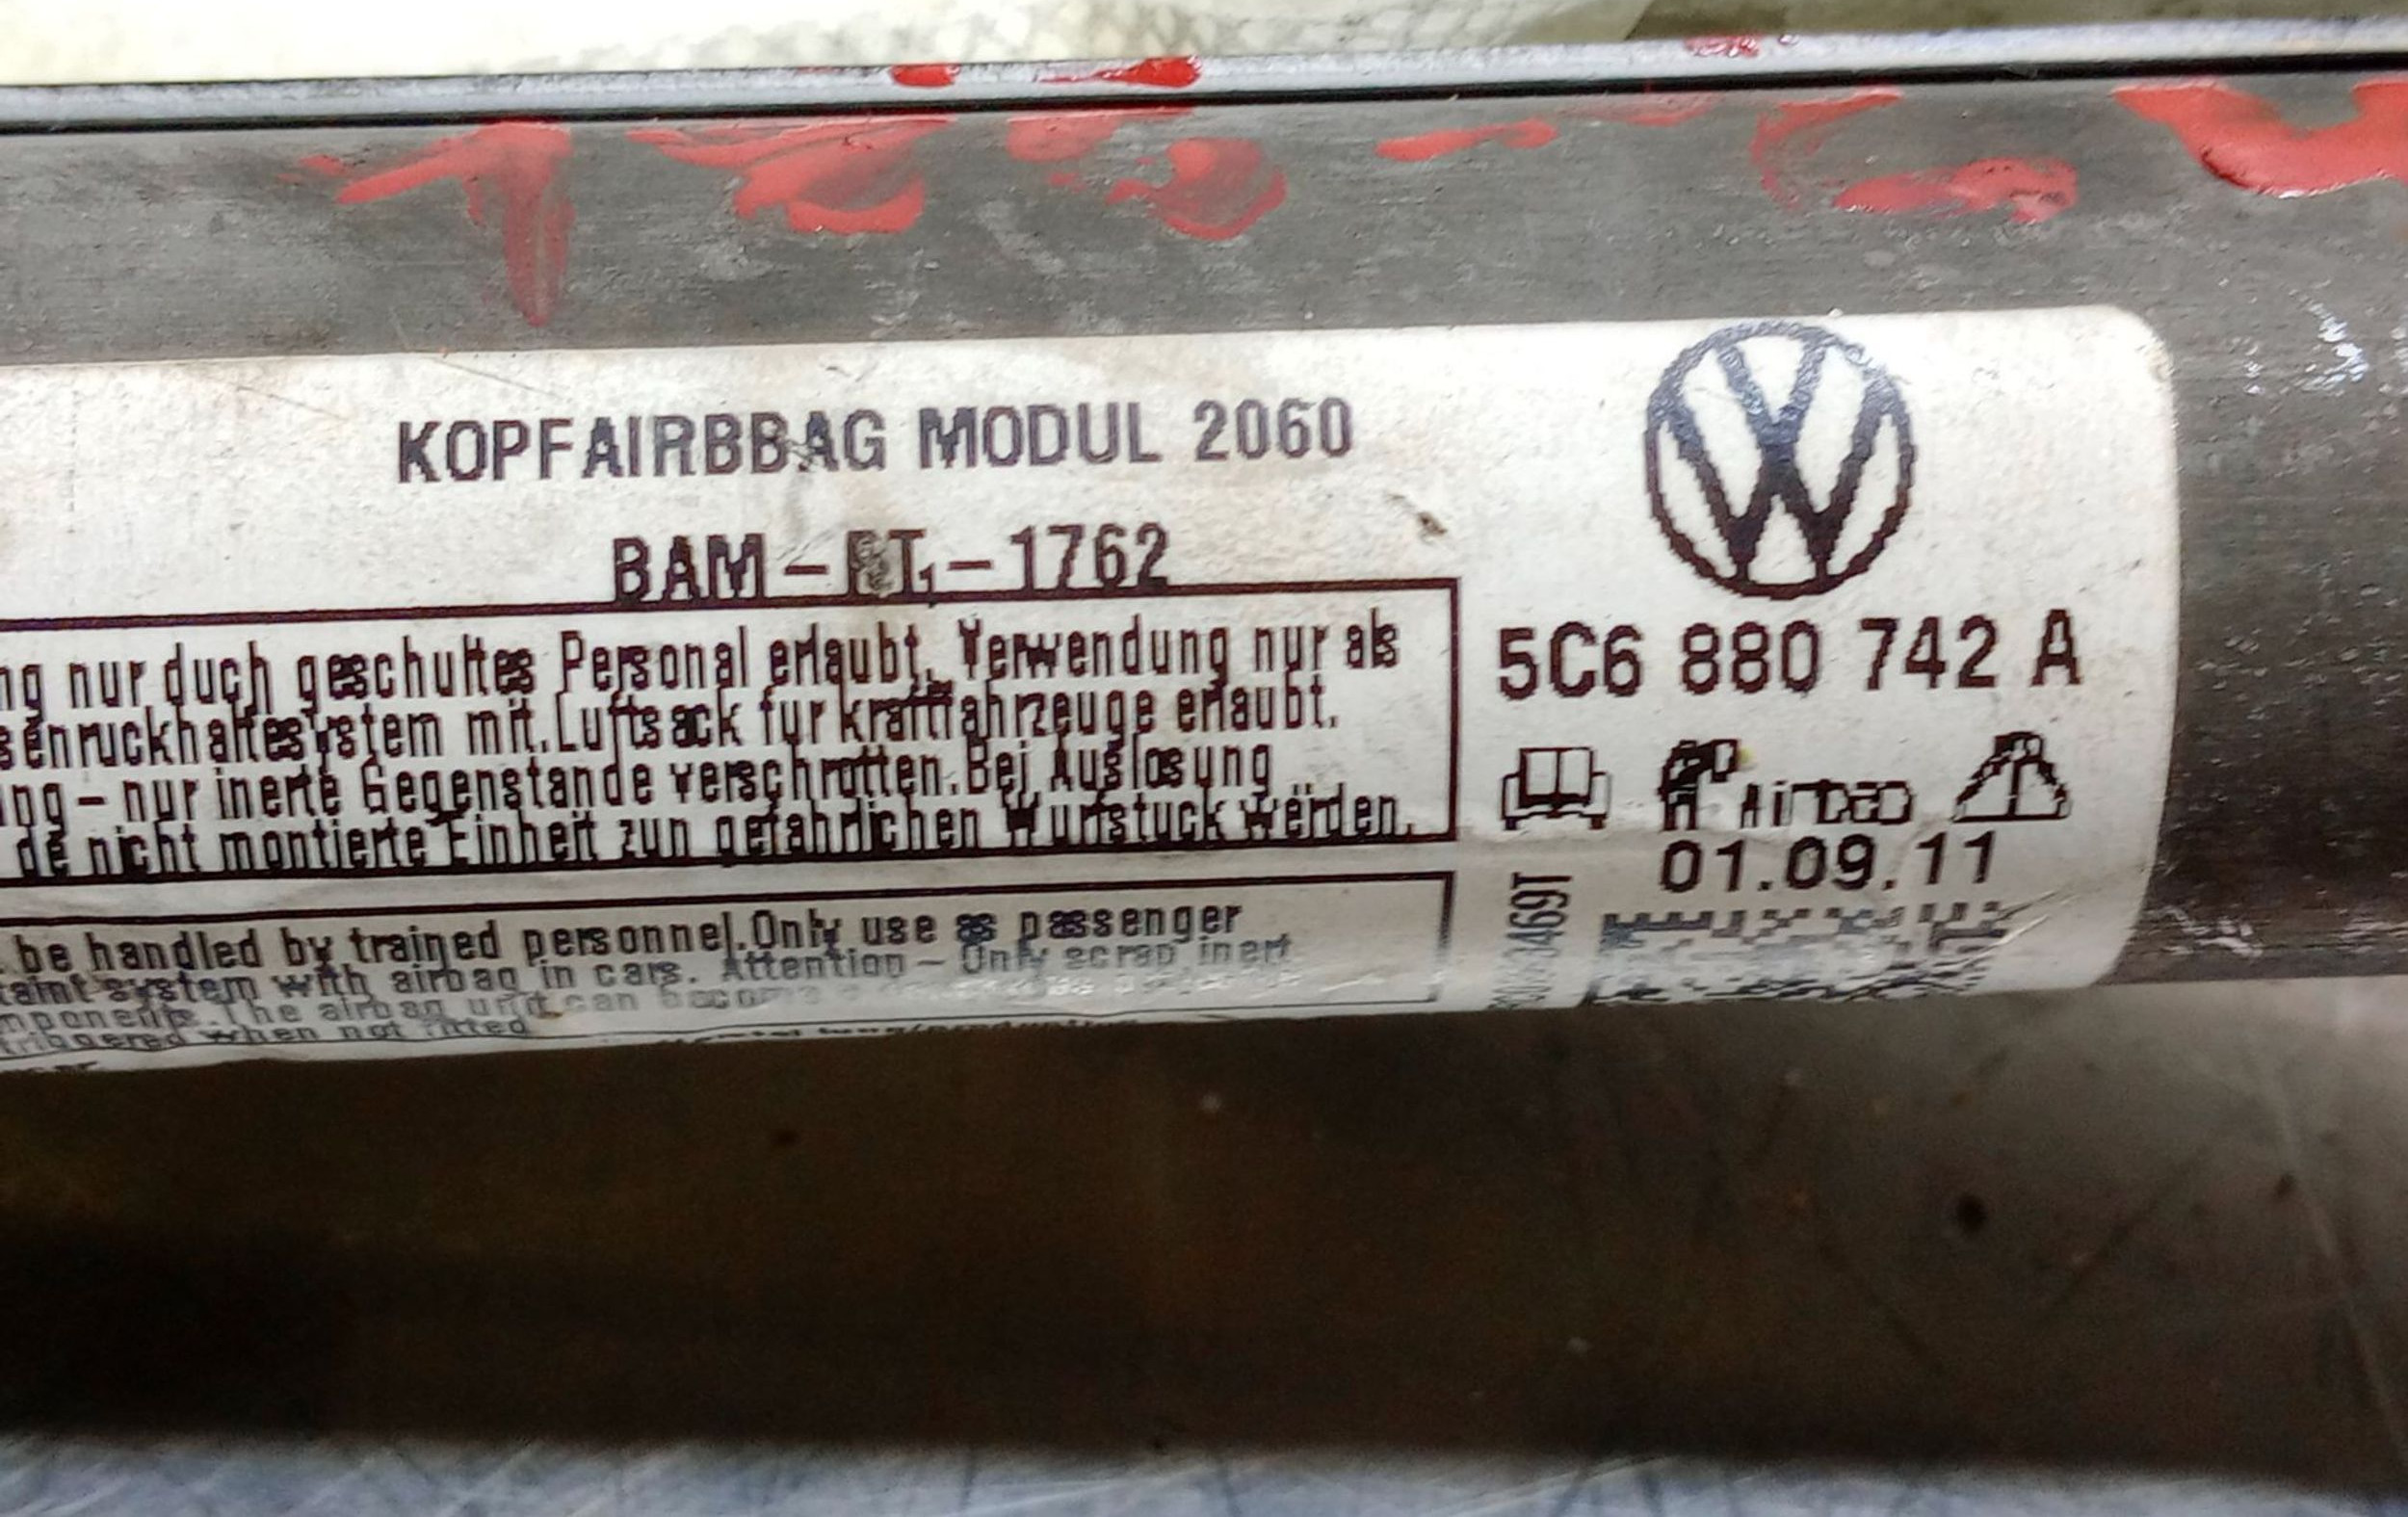 KOPFAIRBBAG MODUL 2060
BAM-PT₁-1762
ng nur duch geschultes Personal erlaubt. Verwendung nur als
senruckhaltesystem mit.Luftsack fur kraftfahrzeuge erlaubt.
ung - nur inerte Gegenstande verschrotten.Bei Auslosung
de nicht montierte Einheit zun gefahrlichen Wurfstuck werden.
5C6 880 742 A
Airbag
01.09.11
3469T
be handled by trained personnel.Only use as passenger
taint system with airbag in cars. Attention - Only scrap inert
mponents.The airbag unit can become a
triggered when not fitted